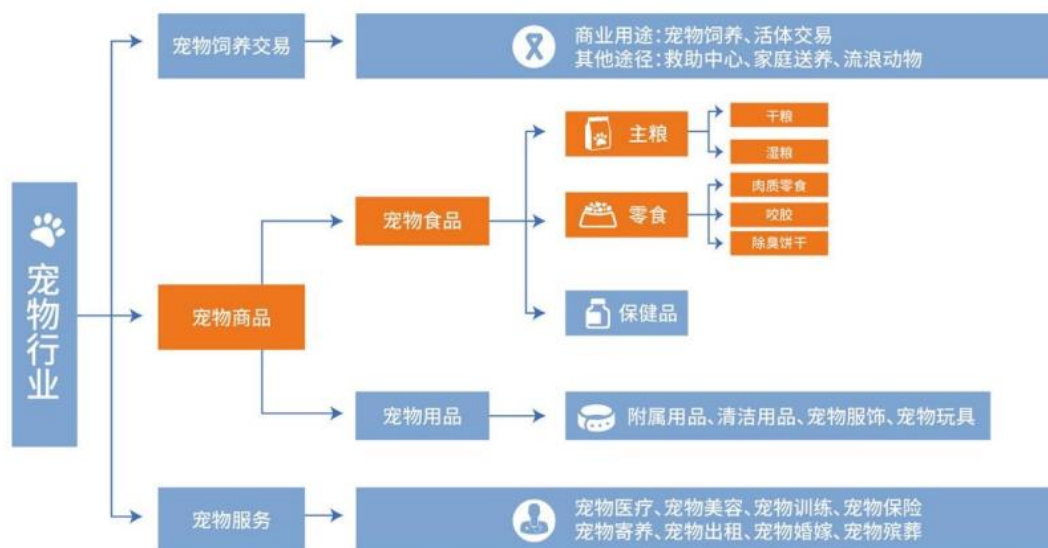 宠物行业
宠物饲养交易
商业用途：宠物饲养、活体交易
其他途径：救助中心、家庭送养、流浪动物
宠物商品
宠物食品
主粮
干粮
湿粮
零食
肉质零食
咬胶
除臭饼干
保健品
宠物用品
附属用品、清洁用品、宠物服饰、宠物玩具
宠物服务
宠物医疗、宠物美容、宠物训练、宠物保险
宠物寄养、宠物出租、宠物婚嫁、宠物殡葬